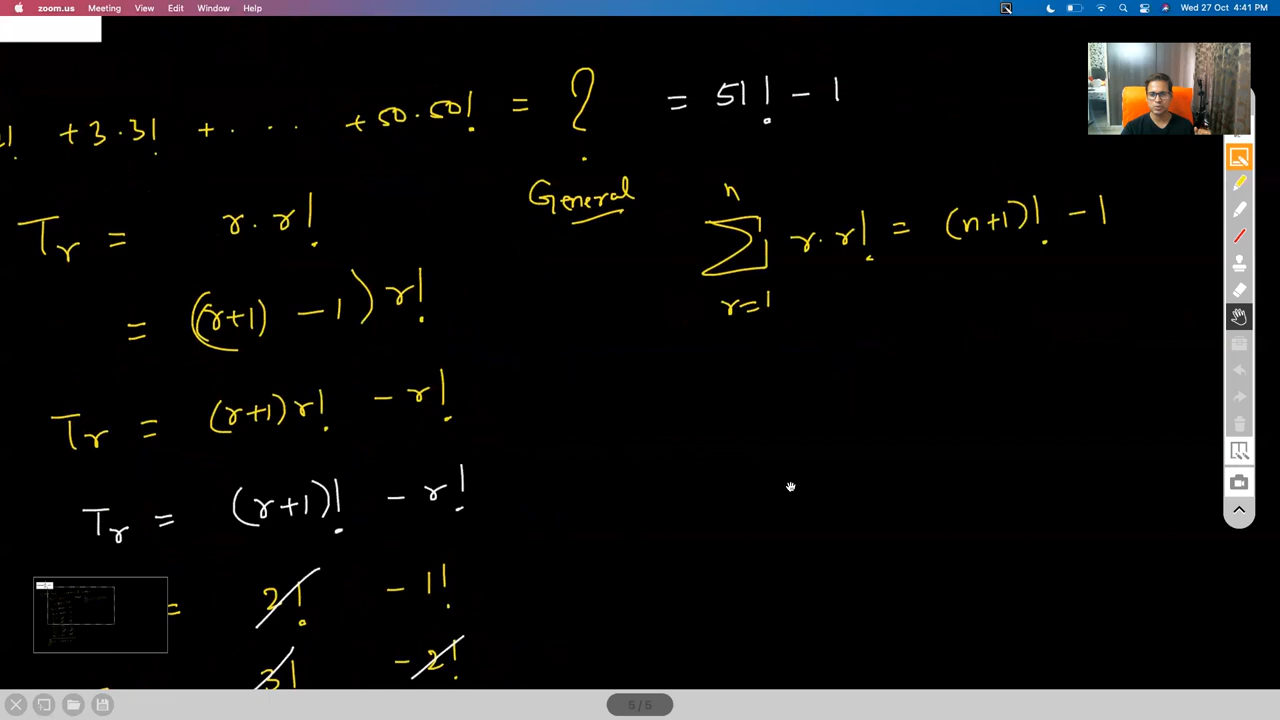 zoom.us Meeting View Edit Window Help Wed 27 Oct 4:41 PM
! +3.3! + . . . +50.50! = ? = 51! - 1
General
T_r = r. r!
n
∑ r. r! = (n+1)! - 1
r=1
= ((r+1) - 1) r!
T_r = (r+1) r! - r!
T_r = (r+1)! - r!
= 2! - 1!
3! - 2!
5 / 5